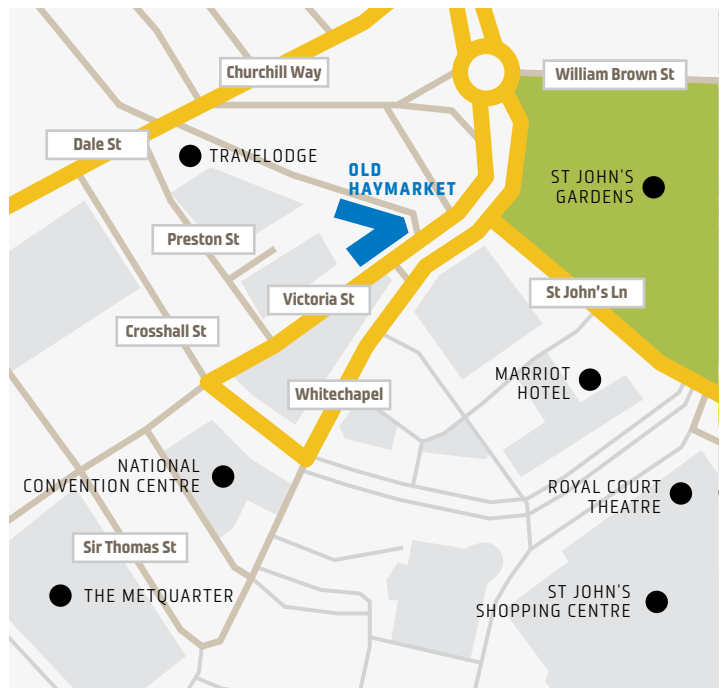 Churchill Way
William Brown St
Dale St
TRAVELODGE
OLD
HAYMARKET
ST JOHN'S
GARDENS
Preston St
Victoria St
St John's Ln
Crosshall St
Whitechapel
MARRIOT
HOTEL
NATIONAL
CONVENTION CENTRE
ROYAL COURT
THEATRE
Sir Thomas St
THE METQUARTER
ST JOHN'S
SHOPPING CENTRE